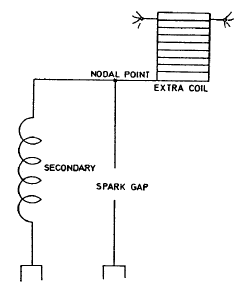 NODAL POINT
EXTRA COIL
SECONDARY
SPARK GAP